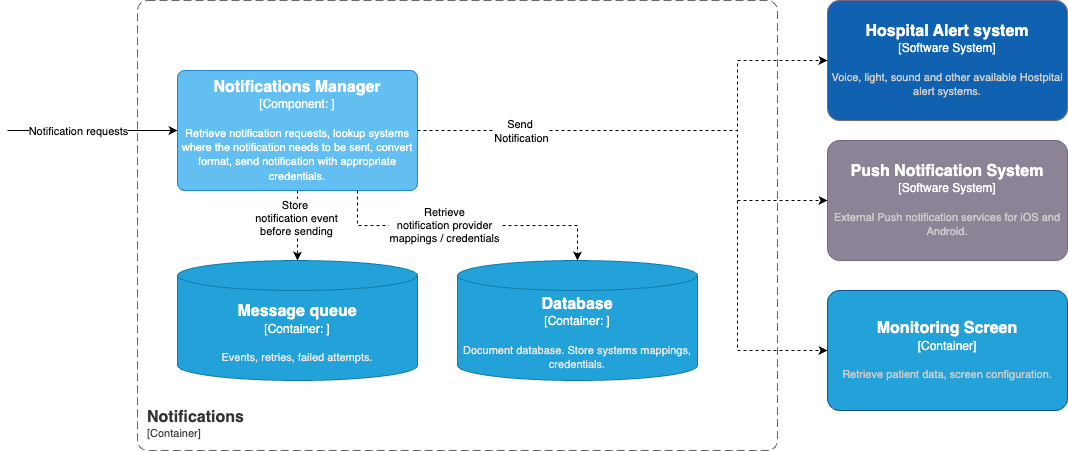 Notification requests
Notifications Manager
[Component: ]
Retrieve notification requests, lookup systems
where the notification needs to be sent, convert
format, send notification with appropriate
credentials.
Send
Notification
Store
notification event
before sending
Retrieve
notification provider
mappings / credentials
Message queue
[Container: ]
Events, retries, failed attempts.
Database
[Container: ]
Document database. Store systems mappings,
credentials.
Notifications
[Container]
Hospital Alert system
[Software System]
Voice, light, sound and other available Hostpital
alert systems.
Push Notification System
[Software System]
External Push notification services for iOS and
Android.
Monitoring Screen
[Container]
Retrieve patient data, screen configuration.